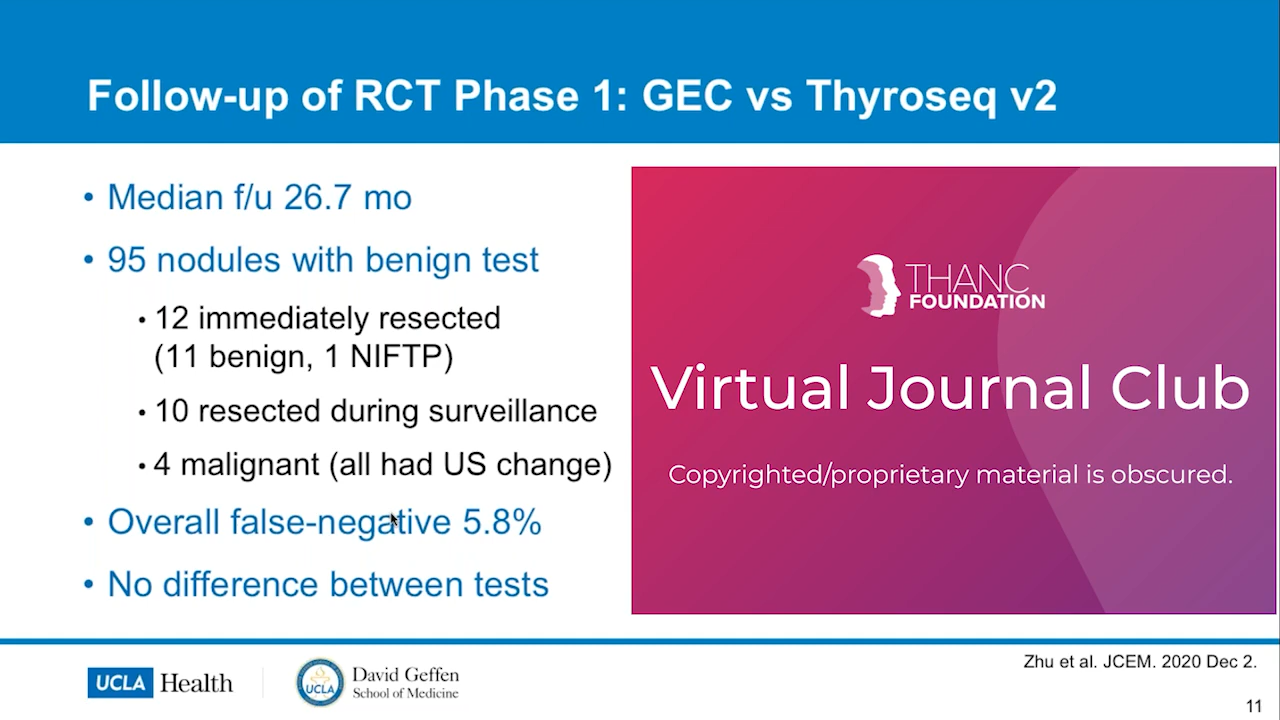 Follow-up of RCT Phase 1: GEC vs Thyroseq v2
• Median f/u 26.7 mo
• 95 nodules with benign test
• 12 immediately resected
(11 benign, 1 NIFTP)
• 10 resected during surveillance
• 4 malignant (all had US change)
• Overall false-negative 5.8%
• No difference between tests
THANC
FOUNDATION
Virtual Journal Club
Copyrighted/proprietary material is obscured.
Zhu et al. JCEM. 2020 Dec 2.
UCLA Health
UCLA
David Geffen
School of Medicine
11